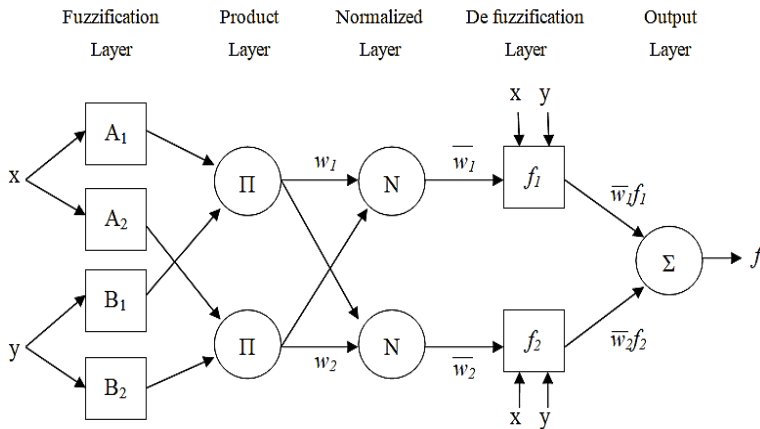 Fuzzification Layer
Product Layer
Normalized Layer
De fuzzification Layer
Output Layer
x y
A₁
x
A₂
Π
w₁
N
w̅₁
f₁
w̅₁f₁
Σ
f
B₁
y
B₂
Π
w₂
N
w̅₂
f₂
w̅₂f₂
x y